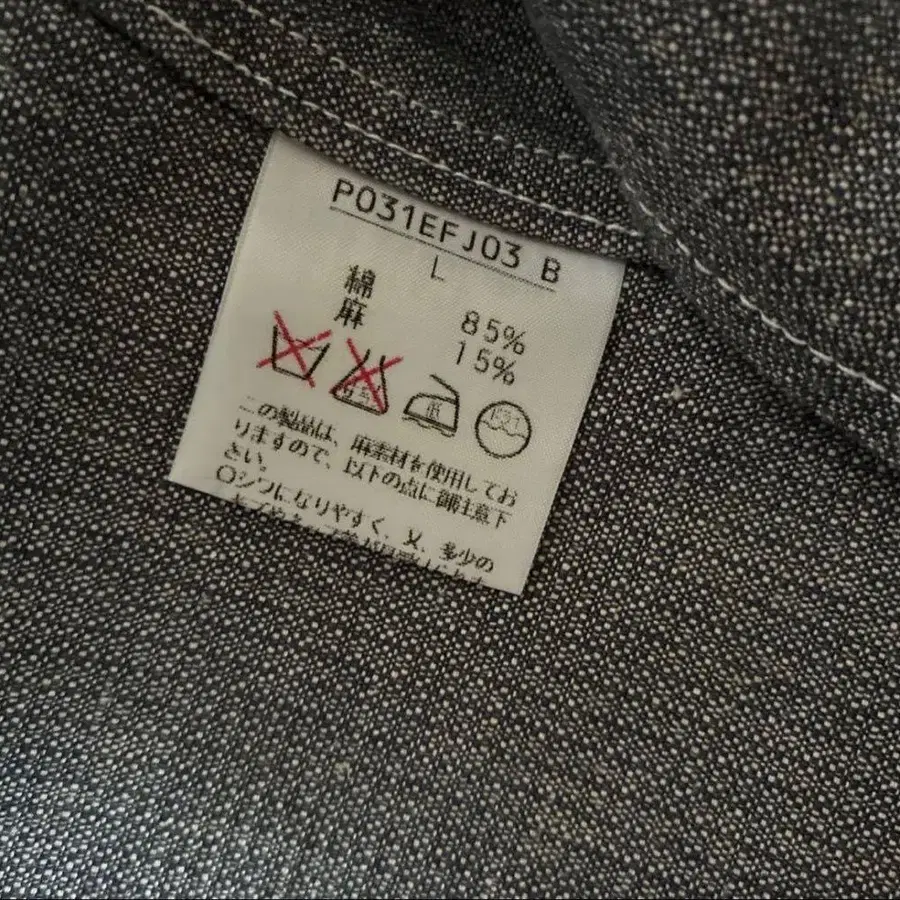 P031EFJ03 B
L
綿 85%
麻 15%
この製品は、麻素材を使用してお
りますので、以下の点に御注意下
さい。
○シワになりやすく、又、多少の